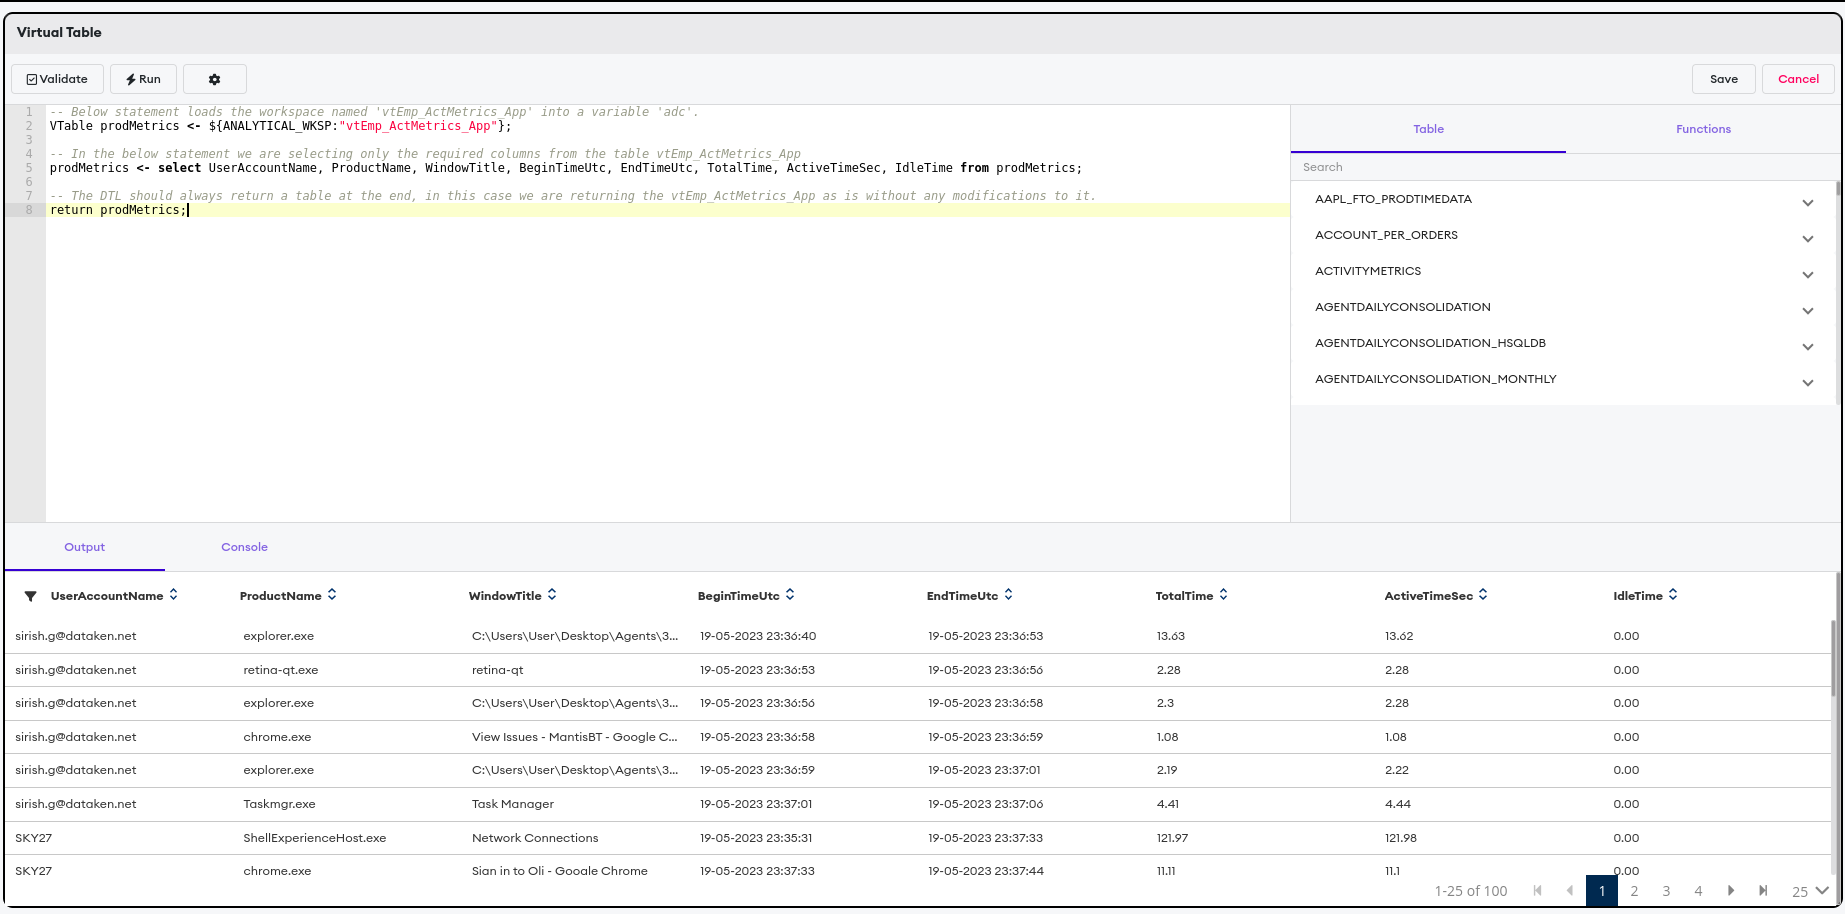 Virtual Table
Validate Run Save Cancel
1 -- Below statement loads the workspace named 'vtEmp_ActMetrics_App' into a variable 'adc'.
2 VTable prodMetrics <- ${ANALYTICAL_WKSP:"vtEmp_ActMetrics_App"};
3
4 -- In the below statement we are selecting only the required columns from the table vtEmp_ActMetrics_App
5 prodMetrics <- select UserAccountName, ProductName, WindowTitle, BeginTimeUtc, EndTimeUtc, TotalTime, ActiveTimeSec, IdleTime from prodMetrics;
6
7 -- The DTL should always return a table at the end, in this case we are returning the vtEmp_ActMetrics_App as is without any modifications to it.
8 return prodMetrics;
Table Functions
Search
AAPL_FTO_PRODTIMEDATA
ACCOUNT_PER_ORDERS
ACTIVITYMETRICS
AGENTDAILYCONSOLIDATION
AGENTDAILYCONSOLIDATION_HSQLDB
AGENTDAILYCONSOLIDATION_MONTHLY
Output Console
UserAccountName ProductName WindowTitle BeginTimeUtc EndTimeUtc TotalTime ActiveTimeSec IdleTime
sirish.g@dataken.net explorer.exe C:\Users\User\Desktop\Agents\3... 19-05-2023 23:36:40 19-05-2023 23:36:53 13.63 13.62 0.00
sirish.g@dataken.net retina-qt.exe retina-qt 19-05-2023 23:36:53 19-05-2023 23:36:56 2.28 2.28 0.00
sirish.g@dataken.net explorer.exe C:\Users\User\Desktop\Agents\3... 19-05-2023 23:36:56 19-05-2023 23:36:58 2.3 2.28 0.00
sirish.g@dataken.net chrome.exe View Issues - MantisBT - Google C... 19-05-2023 23:36:58 19-05-2023 23:36:59 1.08 1.08 0.00
sirish.g@dataken.net explorer.exe C:\Users\User\Desktop\Agents\3... 19-05-2023 23:36:59 19-05-2023 23:37:01 2.19 2.22 0.00
sirish.g@dataken.net Taskmgr.exe Task Manager 19-05-2023 23:37:01 19-05-2023 23:37:06 4.41 4.44 0.00
SKY27 ShellExperienceHost.exe Network Connections 19-05-2023 23:35:31 19-05-2023 23:37:33 121.97 121.98 0.00
SKY27 chrome.exe Sign in to Oli - Google Chrome 19-05-2023 23:37:33 19-05-2023 23:37:44 11.11 11.1 0.00
1-25 of 100 1 2 3 4 25